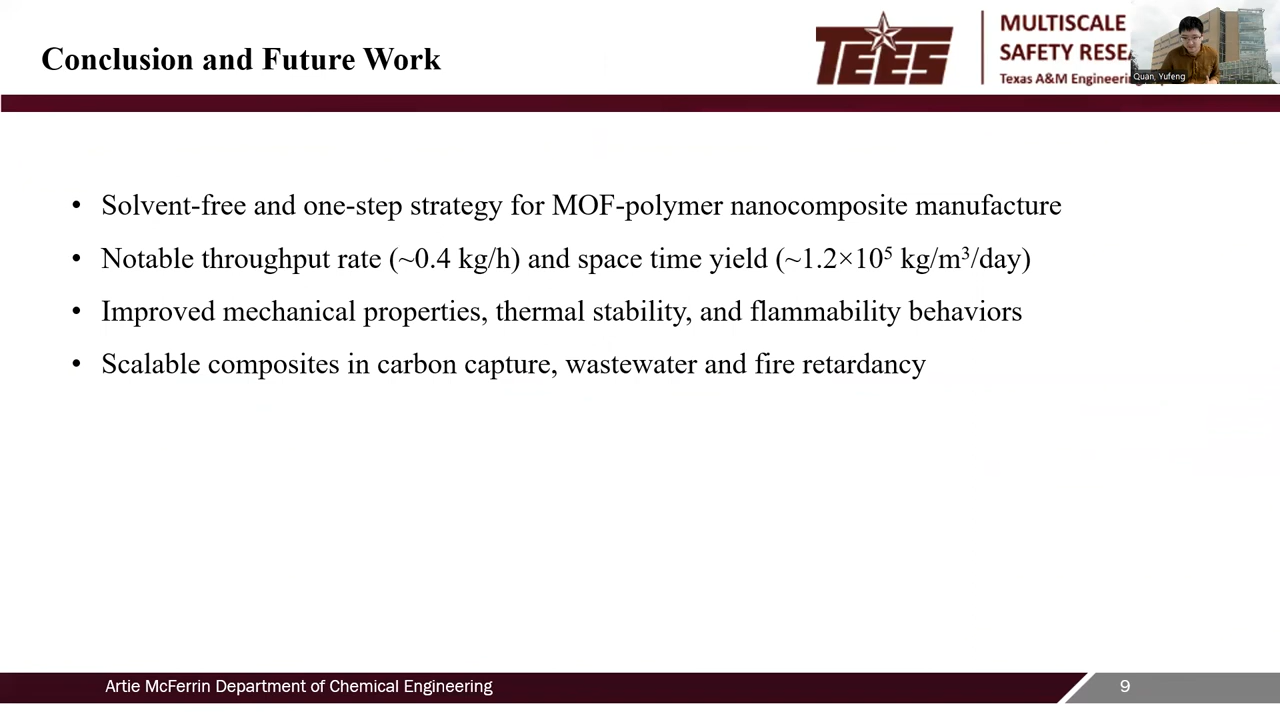 Conclusion and Future Work
TEES
MULTISCALE
SAFETY RESE
Texas A&M Engineerin
Quan, Yufeng
• Solvent-free and one-step strategy for MOF-polymer nanocomposite manufacture
• Notable throughput rate (~0.4 kg/h) and space time yield (~1.2×10⁵ kg/m³/day)
• Improved mechanical properties, thermal stability, and flammability behaviors
• Scalable composites in carbon capture, wastewater and fire retardancy
Artie McFerrin Department of Chemical Engineering
9